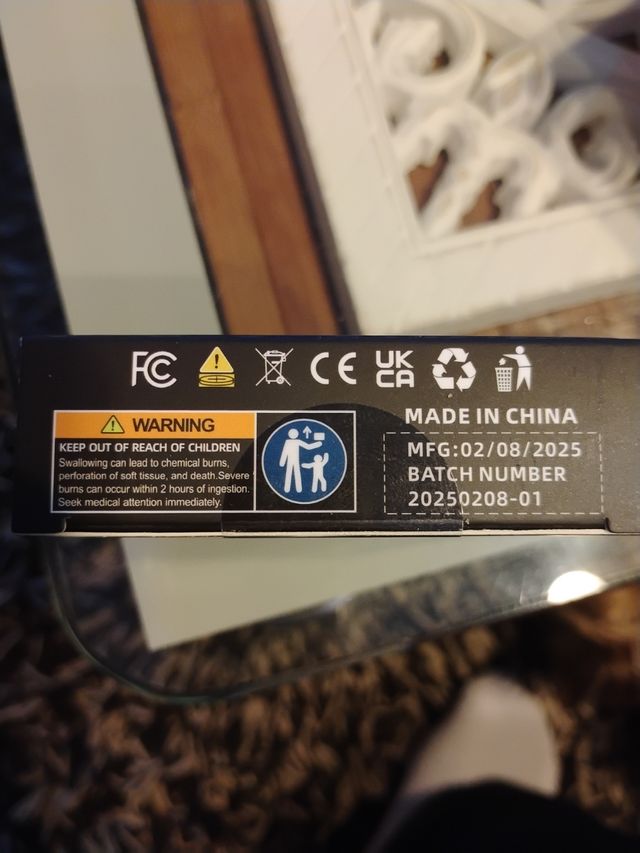 FC CE UK
CA
WARNING
KEEP OUT OF REACH OF CHILDREN
Swallowing can lead to chemical burns,
perforation of soft tissue, and death.Severe
burns can occur within 2 hours of ingestion.
Seek medical attention immediately.
MADE IN CHINA
MFG:02/08/2025
BATCH NUMBER
20250208-01